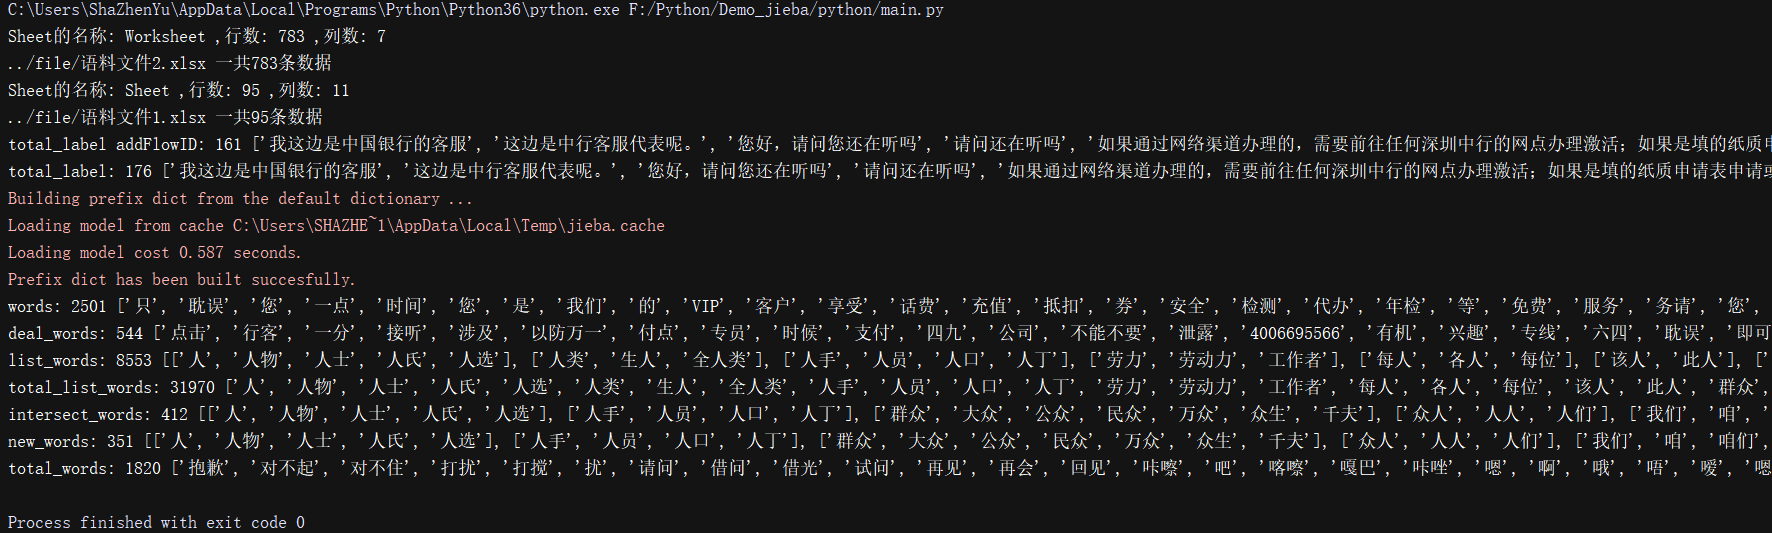 C:\Users\ShaZhenYu\AppData\Local\Programs\Python\Python36\python.exe F:/Python/Demo_jieba/python/main.py
Sheet的名称: Worksheet ,行数: 783 ,列数: 7
../file/语料文件2.xlsx 一共783条数据
Sheet的名称: Sheet ,行数: 95 ,列数: 11
../file/语料文件1.xlsx 一共95条数据
total_label addFlowID: 161 ['我这边是中国银行的客服', '这边是中行客服代表呢。', '您好，请问您还在听吗', '请问还在听吗', '如果通过网络渠道办理的，需要前往任何深圳中行的网点办理激活；如果是填的纸质申
total_label: 176 ['我这边是中国银行的客服', '这边是中行客服代表呢。', '您好，请问您还在听吗', '请问还在听吗', '如果通过网络渠道办理的，需要前往任何深圳中行的网点办理激活；如果是填的纸质申请表申请或
Building prefix dict from the default dictionary ...
Loading model from cache C:\Users\SHAZHE~1\AppData\Local\Temp\jieba.cache
Loading model cost 0.587 seconds.
Prefix dict has been built succesfully.
words: 2501 ['只', '耽误', '您', '一点', '时间', '您', '是', '我们', '的', 'VIP', '客户', '享受', '话费', '充值', '抵扣', '券', '安全', '检测', '代办', '年检', '等', '免费', '服务', '务请', '您',
deal_words: 544 ['点击', '行客', '一分', '接听', '涉及', '以防万一', '付点', '专员', '时候', '支付', '四九', '公司', '不能不要', '泄露', '4006695566', '有机', '兴趣', '专线', '六四', '耽误', '即可
list_words: 8553 [['人', '人物', '人士', '人氏', '人选'], ['人类', '生人', '全人类'], ['人手', '人员', '人口', '人丁'], ['劳力', '劳动力', '工作者'], ['每人', '各人', '每位'], ['该人', '此人'], ['
total_list_words: 31970 ['人', '人物', '人士', '人氏', '人选', '人类', '生人', '全人类', '人手', '人员', '人口', '人丁', '劳力', '劳动力', '工作者', '每人', '各人', '每位', '该人', '此人', '群众',
intersect_words: 412 [['人', '人物', '人士', '人氏', '人选'], ['人手', '人员', '人口', '人丁'], ['群众', '大众', '公众', '民众', '万众', '众生', '千夫'], ['众人', '人人', '人们'], ['我们', '咱', '
new_words: 351 [['人', '人物', '人士', '人氏', '人选'], ['人手', '人员', '人口', '人丁'], ['群众', '大众', '公众', '民众', '万众', '众生', '千夫'], ['众人', '人人', '人们'], ['我们', '咱', '咱们',
total_words: 1820 ['抱歉', '对不起', '对不住', '打扰', '打搅', '扰', '请问', '借问', '借光', '试问', '再见', '再会', '回见', '咔嚓', '吧', '喀嚓', '嘎巴', '咔唑', '嗯', '啊', '哦', '唔', '嗳', '嗯
Process finished with exit code 0